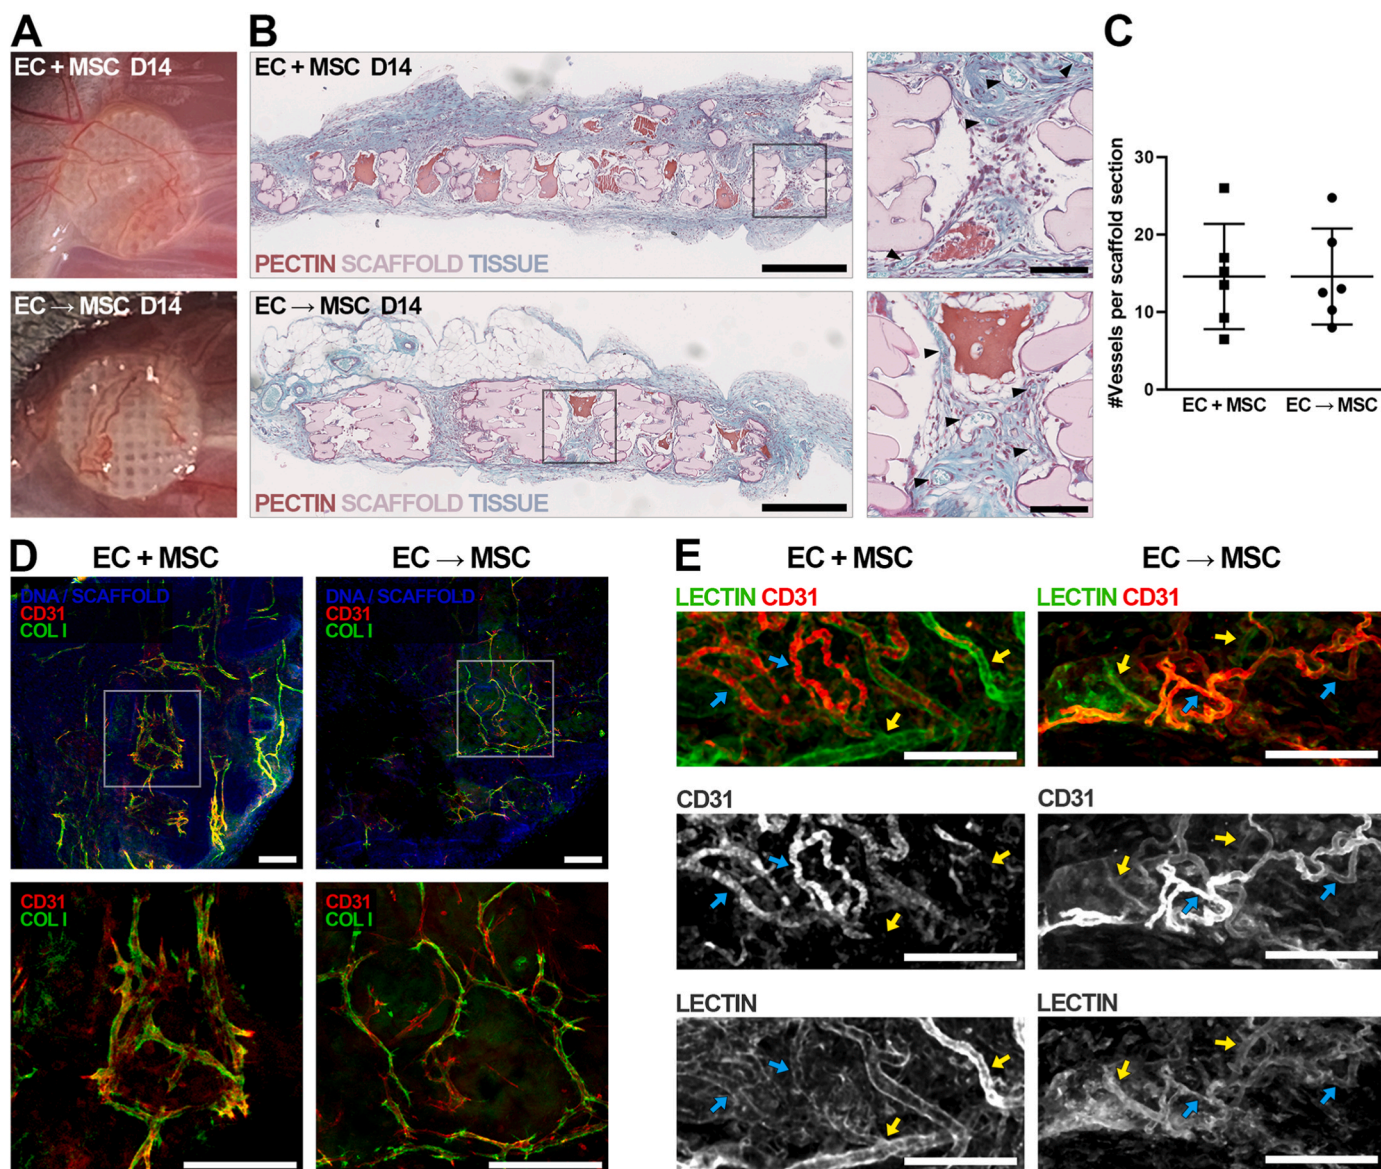 A
B
C
EC + MSC D14
EC + MSC D14
PECTIN SCAFFOLD TISSUE
EC → MSC D14
EC → MSC D14
PECTIN SCAFFOLD TISSUE
#Vessels per scaffold section
30
20
10
0
EC + MSC
EC → MSC
D
EC + MSC
EC → MSC
DNA / SCAFFOLD
CD31
COL I
DNA / SCAFFOLD
CD31
COL I
CD31
COL I
CD31
COL I
E
EC + MSC
EC → MSC
LECTIN CD31
LECTIN CD31
CD31
CD31
LECTIN
LECTIN